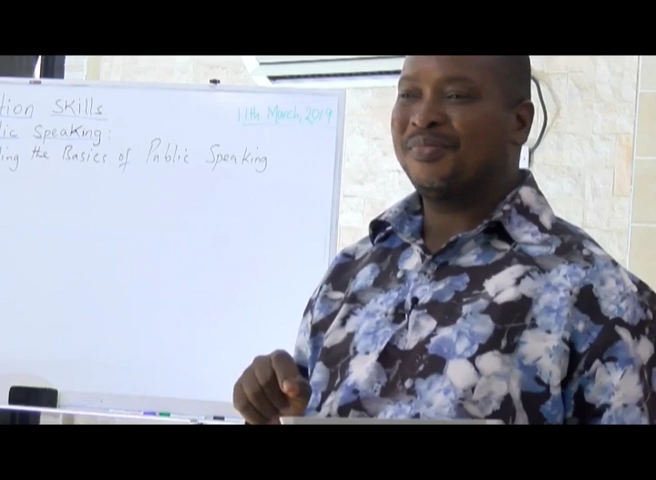 tion Skills
11th March, 2019
lic Speaking:
ing the Basics of Public Speaking